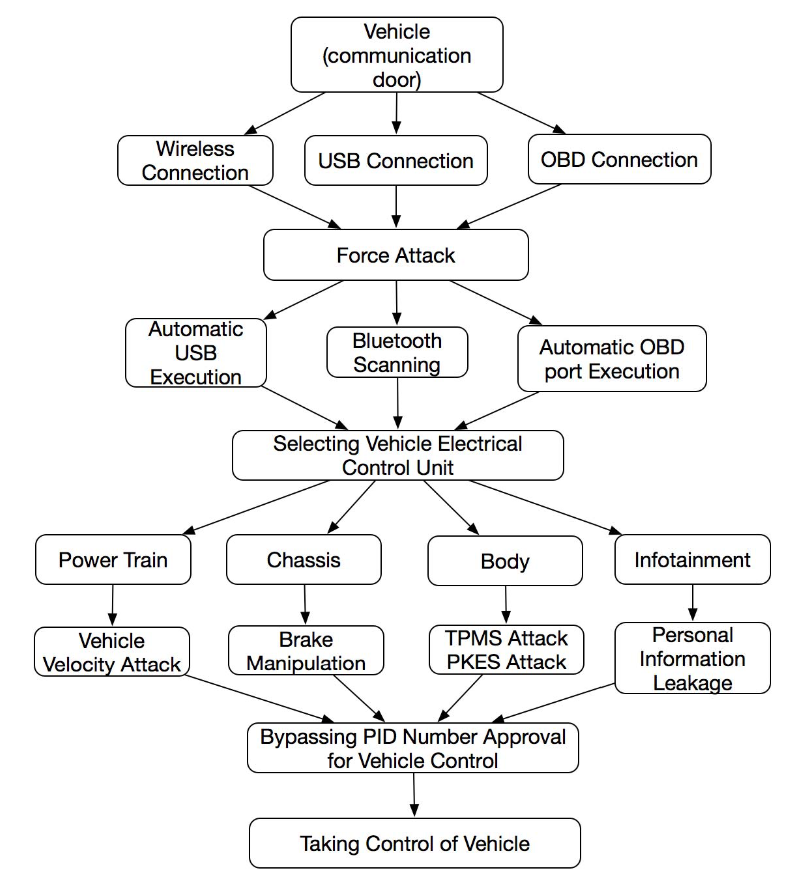 Vehicle
(communication
door)
Wireless
Connection
USB Connection
OBD Connection
Force Attack
Automatic
USB
Execution
Bluetooth
Scanning
Automatic OBD
port Execution
Selecting Vehicle Electrical
Control Unit
Power Train
Chassis
Body
Infotainment
Vehicle
Velocity Attack
Brake
Manipulation
TPMS Attack
PKES Attack
Personal
Information
Leakage
Bypassing PID Number Approval
for Vehicle Control
Taking Control of Vehicle